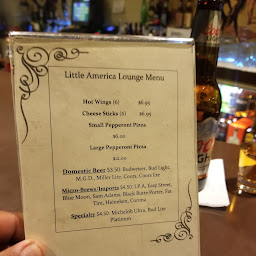 Little America Lounge Menu
Hot Wings (6) $6.95
Cheese Sticks (6) $6.95
Small Pepperoni Pizza
$6.00
Large Pepperoni Pizza
$12.00
Domestic Beer $3.50: Budweiser, Bud Light,
M.G.D., Miller Lite, Coors, Coors Lite
Micro-Brews/Imports $4.50: I.P.A, Easy Street,
Blue Moon, Sam Adams, Black Butte Porter, Fat
Tire, Heineken, Corona
Specialty $4.50: Michelob Ultra, Bud Lite
Platinum